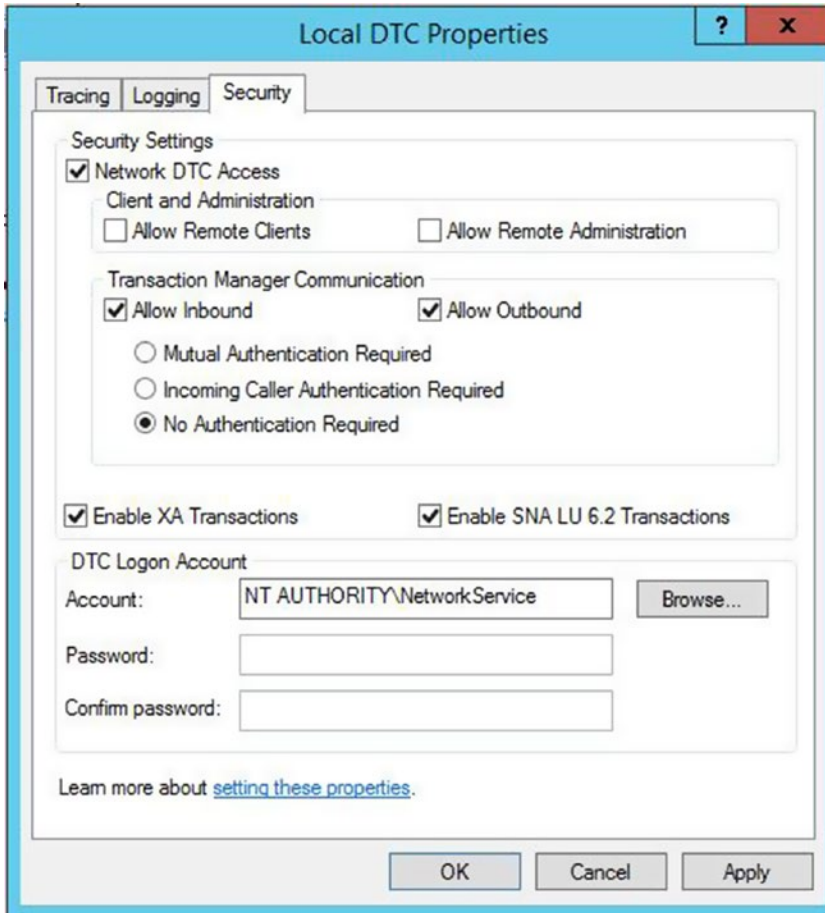 Local DTC Properties
? x
Tracing Logging Security
Security Settings
Network DTC Access
Client and Administration
Allow Remote Clients Allow Remote Administration
Transaction Manager Communication
Allow Inbound Allow Outbound
Mutual Authentication Required
Incoming Caller Authentication Required
No Authentication Required
Enable XA Transactions Enable SNA LU 6.2 Transactions
DTC Logon Account
Account: NT AUTHORITY\NetworkService Browse...
Password:
Confirm password:
Learn more about setting these properties.
OK Cancel Apply